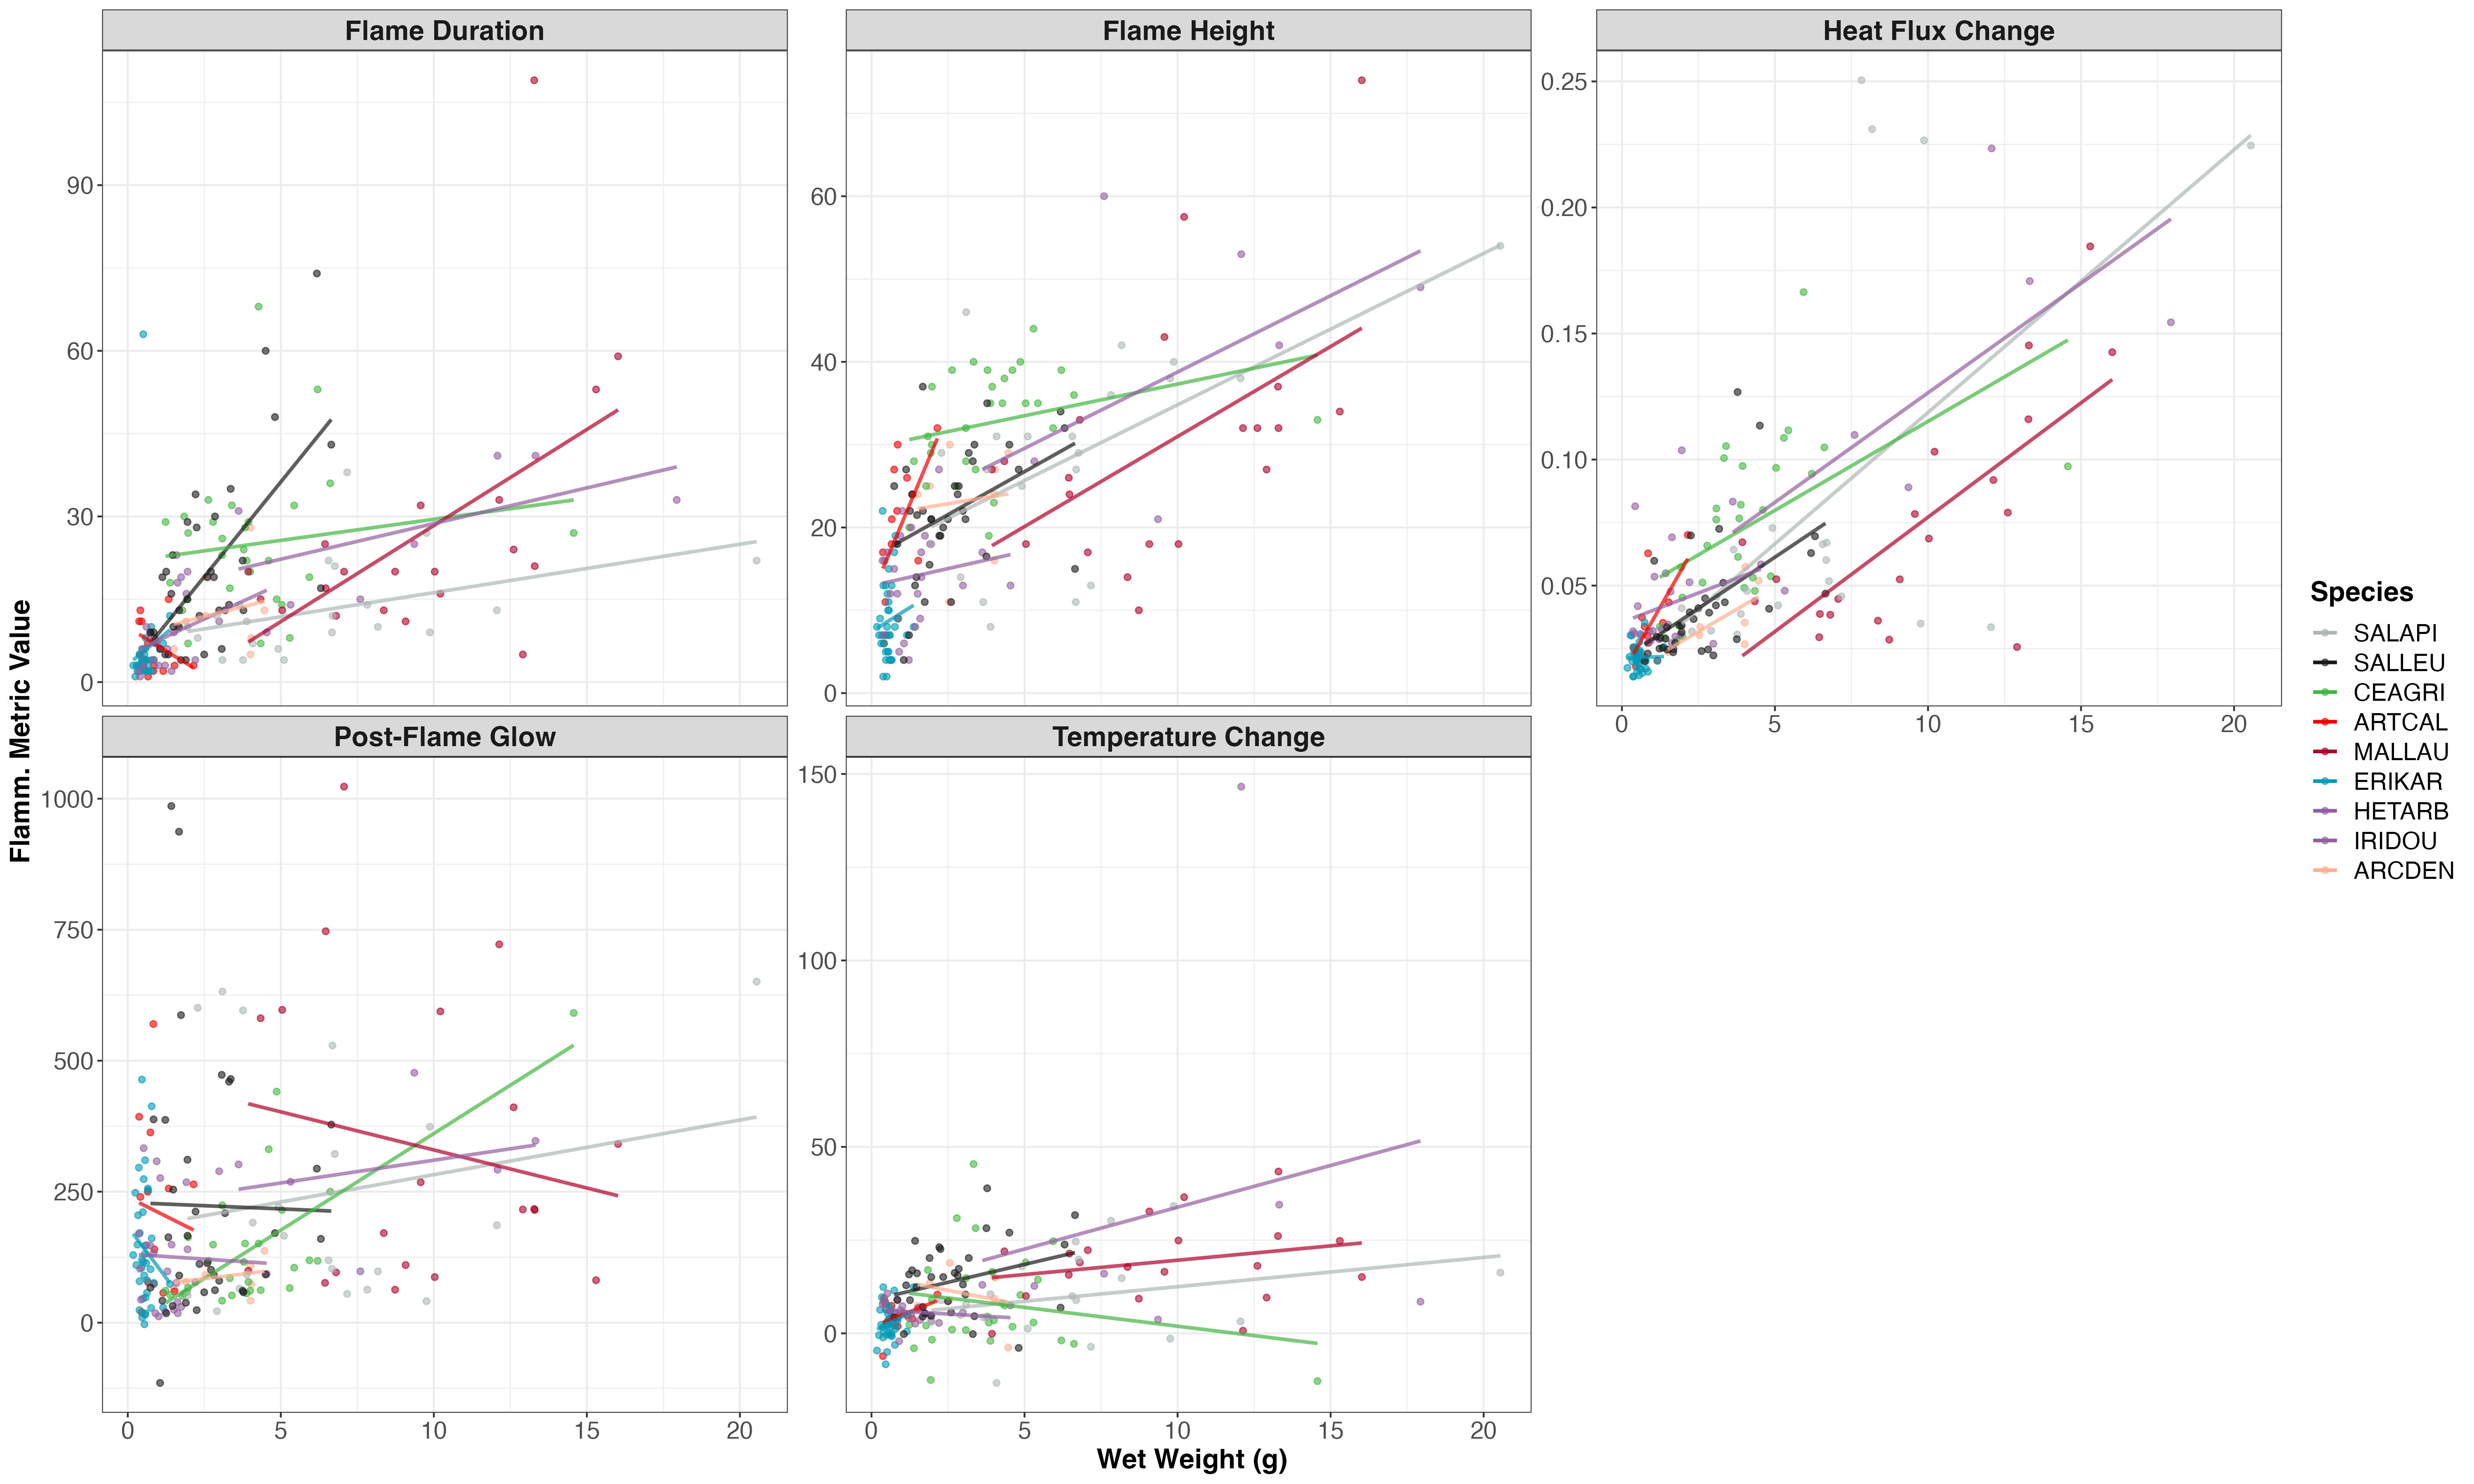 Flame Duration
Flame Height
Heat Flux Change
90
60
30
0
60
40
20
0
0.25
0.20
0.15
0.10
0.05
0 5 10 15 20
Post-Flame Glow
Temperature Change
1000
750
500
250
0
0 5 10 15 20
150
100
50
0
0 5 10 15 20
Flamm. Metric Value
Wet Weight (g)
Species
SALAPI
SALLEU
CEAGRI
ARTCAL
MALLAU
ERIKAR
HETARB
IRIDOU
ARCDEN